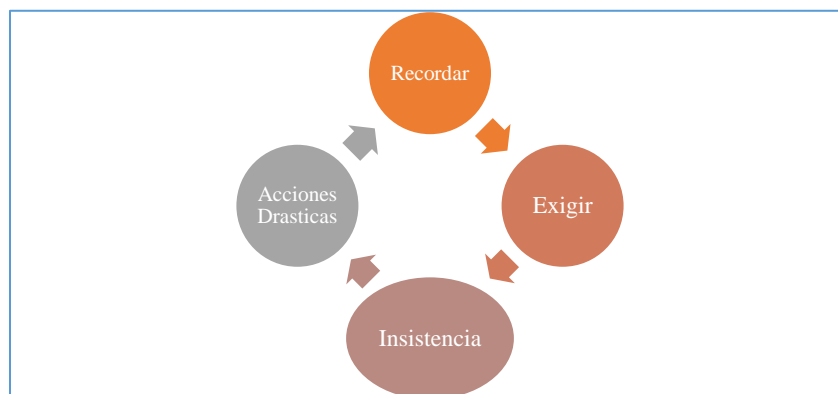 Recordar
Exigir
Insistencia
Acciones
Drasticas